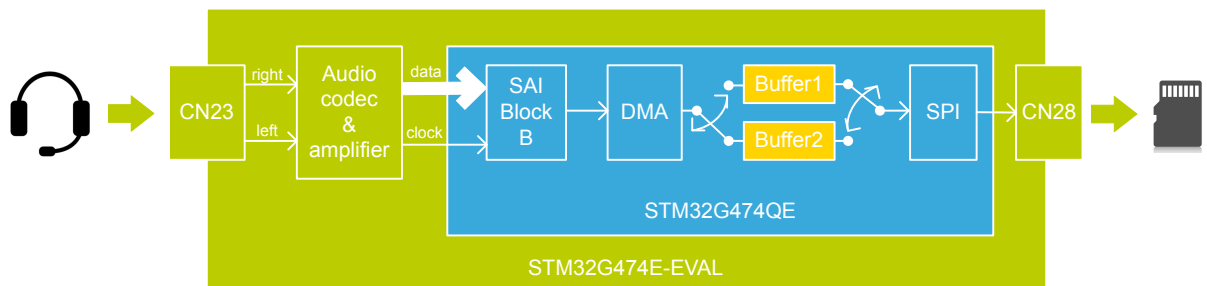 CN23
right
left
Audio
codec
&
amplifier
data
clock
SAI
Block
B
DMA
Buffer1
Buffer2
SPI
CN28
STM32G474QE
STM32G474E-EVAL